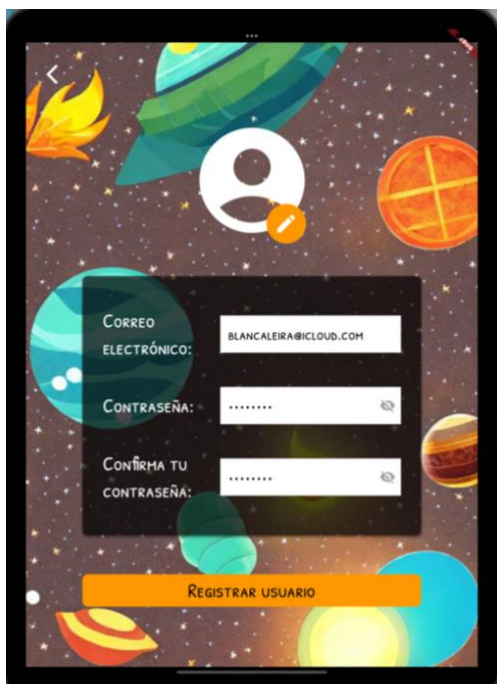 Correo
electrónico:
blancaleira@icloud.com
Contraseña:
••••••••
Confirma tu
contraseña:
••••••••
Registrar usuario